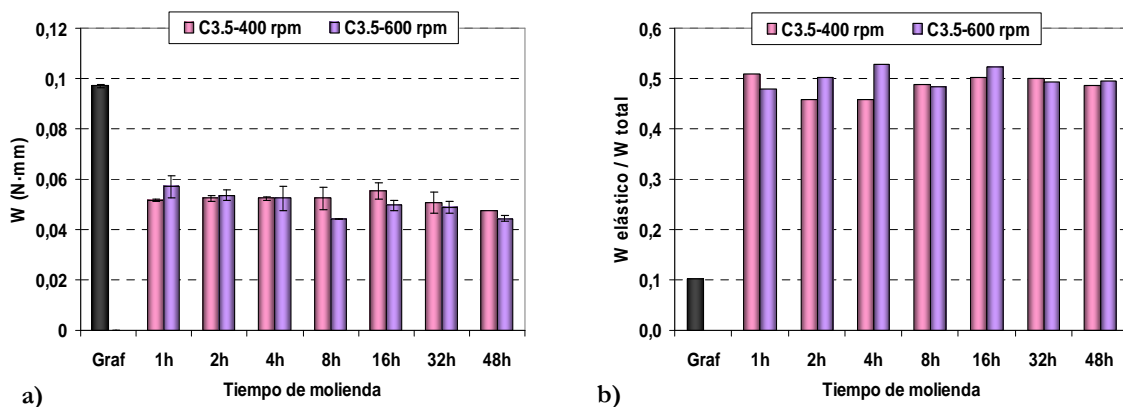 C3.5-400 rpm C3.5-600 rpm
W (N·mm)
0,12
0,1
0,08
0,06
0,04
0,02
0
Graf 1h 2h 4h 8h 16h 32h 48h
Tiempo de molienda
a)
C3.5-400 rpm C3.5-600 rpm
W elástico / W total
0,6
0,5
0,4
0,3
0,2
0,1
0,0
Graf 1h 2h 4h 8h 16h 32h 48h
Tiempo de molienda
b)